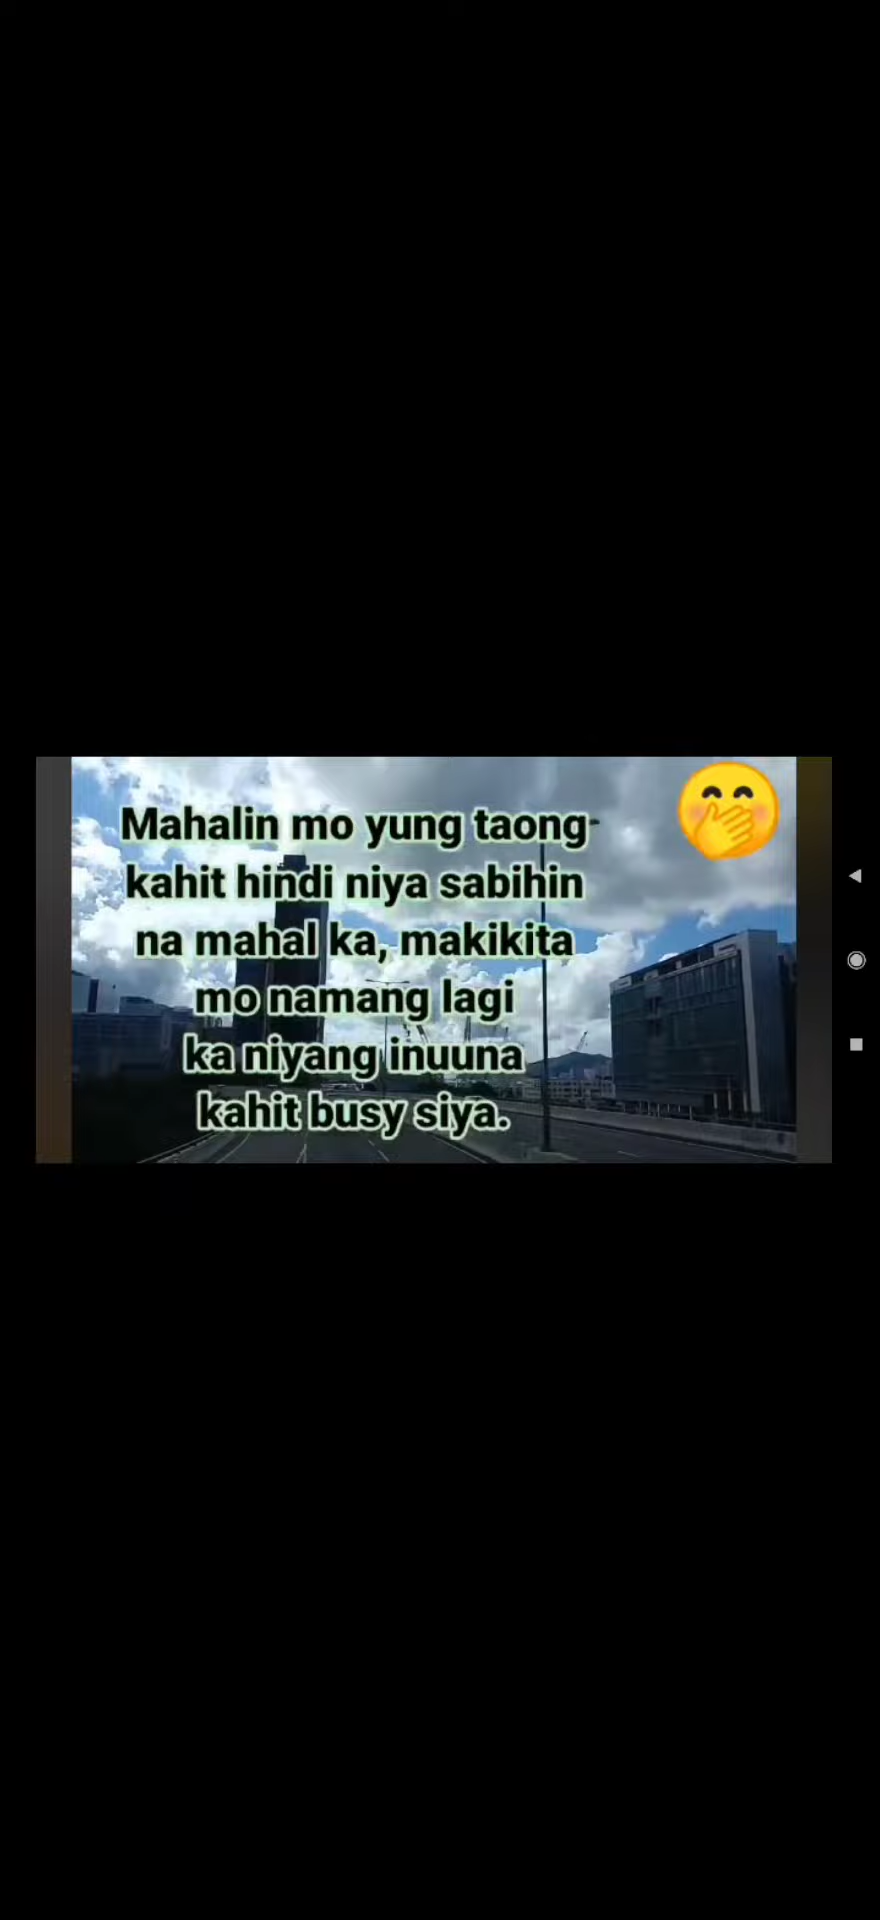 Mahalin mo yung taong
kahit hindi niya sabihin
na mahal ka, makikita
mo namang lagi
ka niyang inuuna
kahit busy siya.